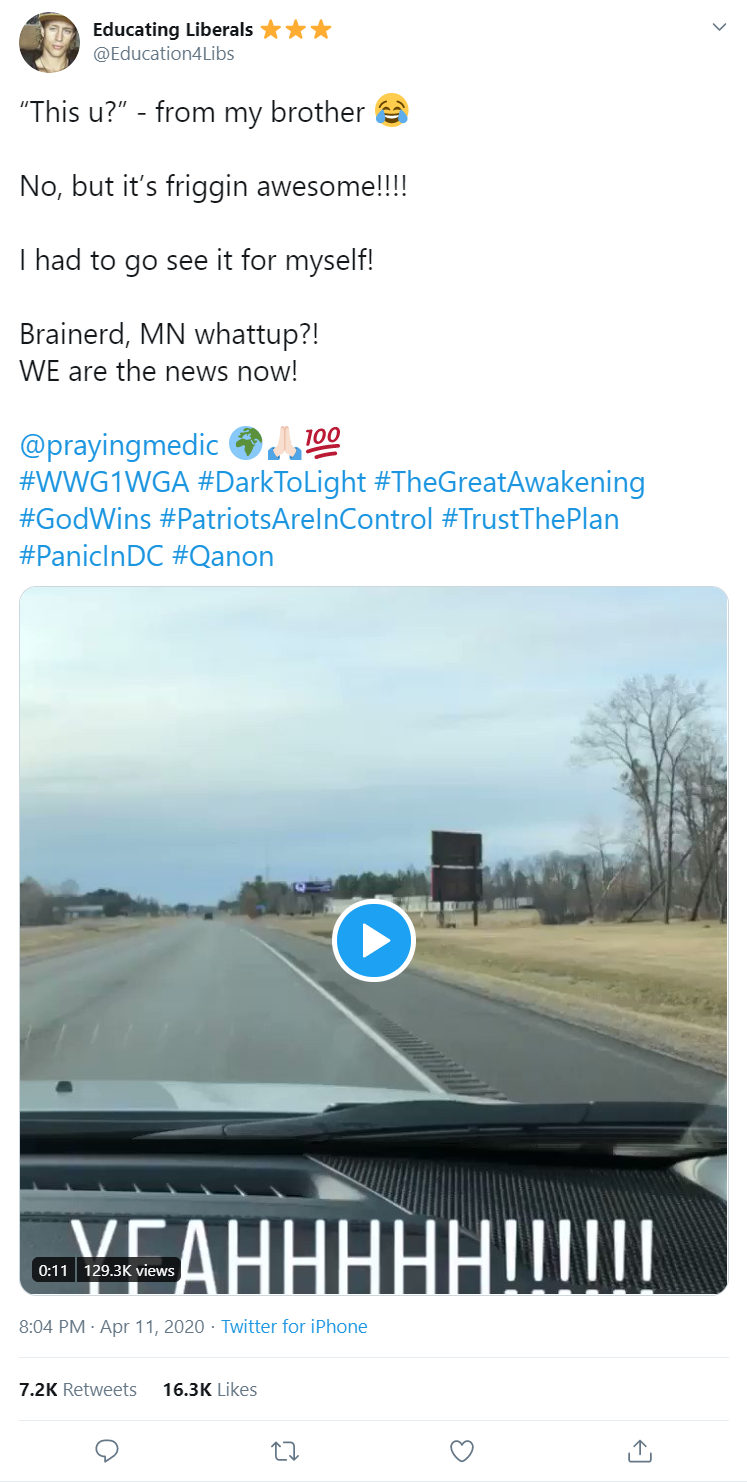 Educating Liberals
@Education4Libs
“This u?” - from my brother 😂
No, but it’s friggin awesome!!!!
I had to go see it for myself!
Brainerd, MN whattup?!
WE are the news now!
@prayingmedic 🌍🙏🏻💯
#WWG1WGA #DarkToLight #TheGreatAwakening
#GodWins #PatriotsAreInControl #TrustThePlan
#PanicInDC #Qanon
YEAHHHHH!!!!!!
0:11 129.3K views
8:04 PM · Apr 11, 2020 · Twitter for iPhone
7.2K Retweets 16.3K Likes